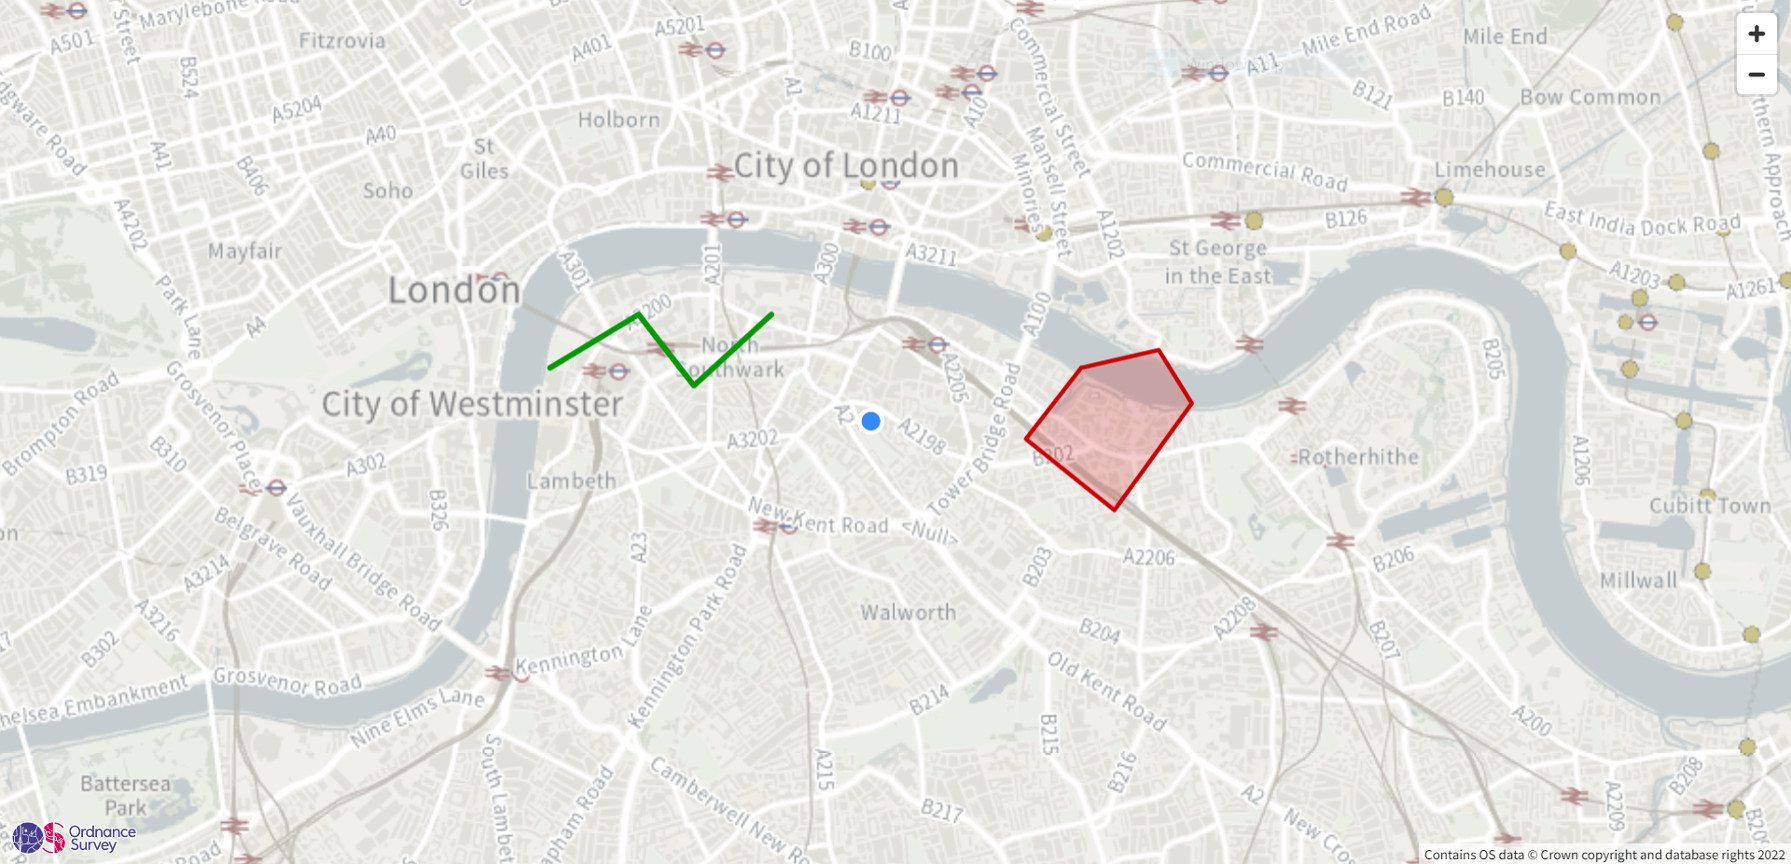 Marylebone Road
A501
Street
Fitzrovia
A401
A5201
B100
Commercial Street
Mile End Road
A11
Mile End
B524
A5204
A40
Holborn
A1
A1211
A10
B121
B140
Bow Common
A41
B406
St
Giles
Soho
City of London
Minories
Mansell Street
Commercial Road
Limehouse
A4202
Mayfair
A301
A201
A300
A3211
A1202
B126
East India Dock Road
St George
in the East
A1203
A1261
Park Lane
A4
London
A3200
A100
North
Southwark
A2205
B205
Brompton Road
Grosvenor Place
City of Westminster
A2
A2198
A3202
Tower Bridge Road
B202
Rotherhithe
A1206
B319
B310
A302
B326
Lambeth
Cubitt Town
Belgrave Road
Vauxhall Bridge Road
New Kent Road
<Null>
A23
A3214
B203
A2206
B206
Millwall
A3216
B302
Walworth
B204
A2208
B207
Grosvenor Road
Kennington Lane
Kennington Park Road
Old Kent Road
helsea Embankment
Nine Elms Lane
B214
B215
A200
Battersea
Park
South Lambet
A215
B216
B208
A2209
Camberwell New Ro
apham Road
B217
A2
New Cros
Ordnance
Survey
Contains OS data © Crown copyright and database rights 2022